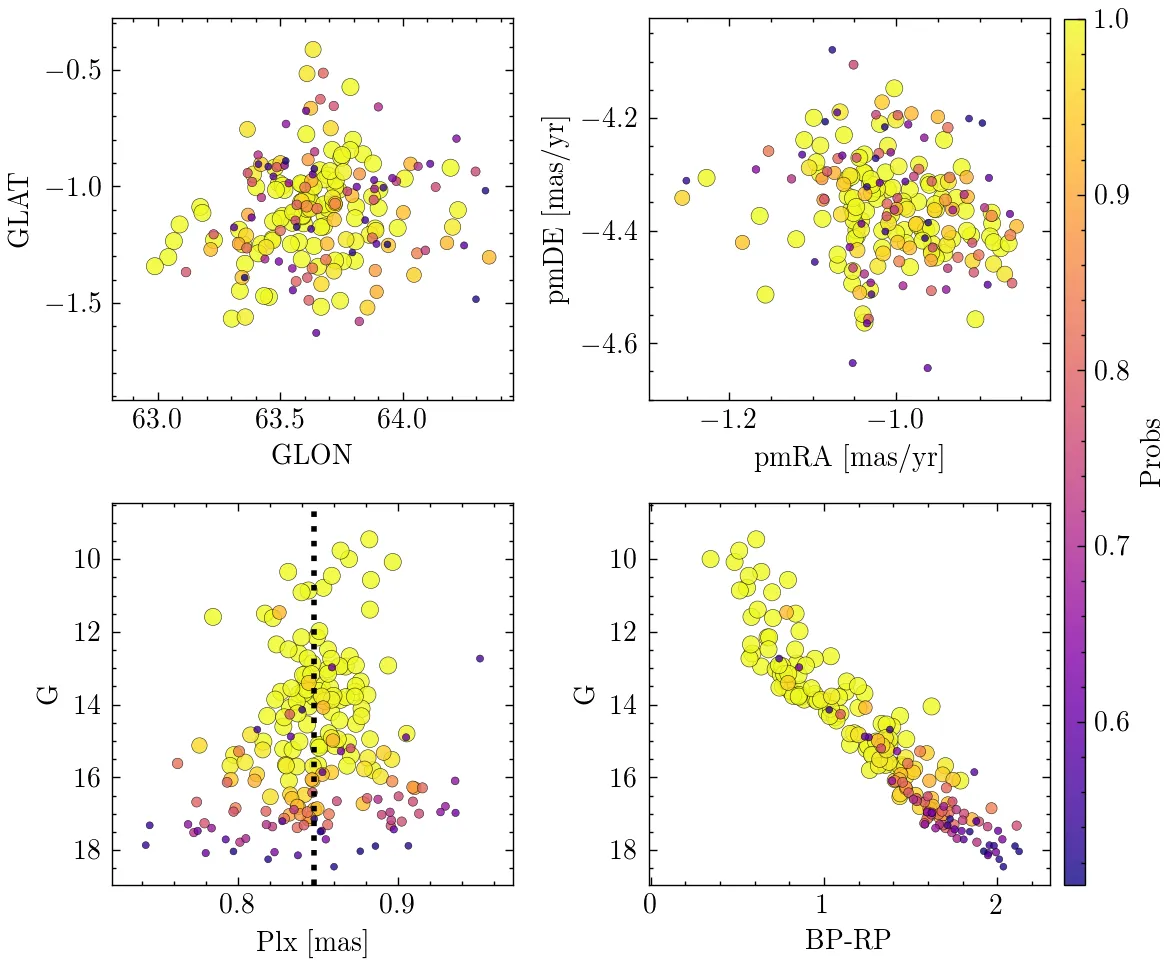 −0.5
−1.0
−1.5
GLAT
63.0 63.5 64.0
GLON
−4.2
−4.4
−4.6
pmDE [mas/yr]
−1.2 −1.0
pmRA [mas/yr]
1.0
0.9
0.8
0.7
0.6
Probs
10
12
14
16
18
G
0.8 0.9
Plx [mas]
10
12
14
16
18
G
0 1 2
BP-RP